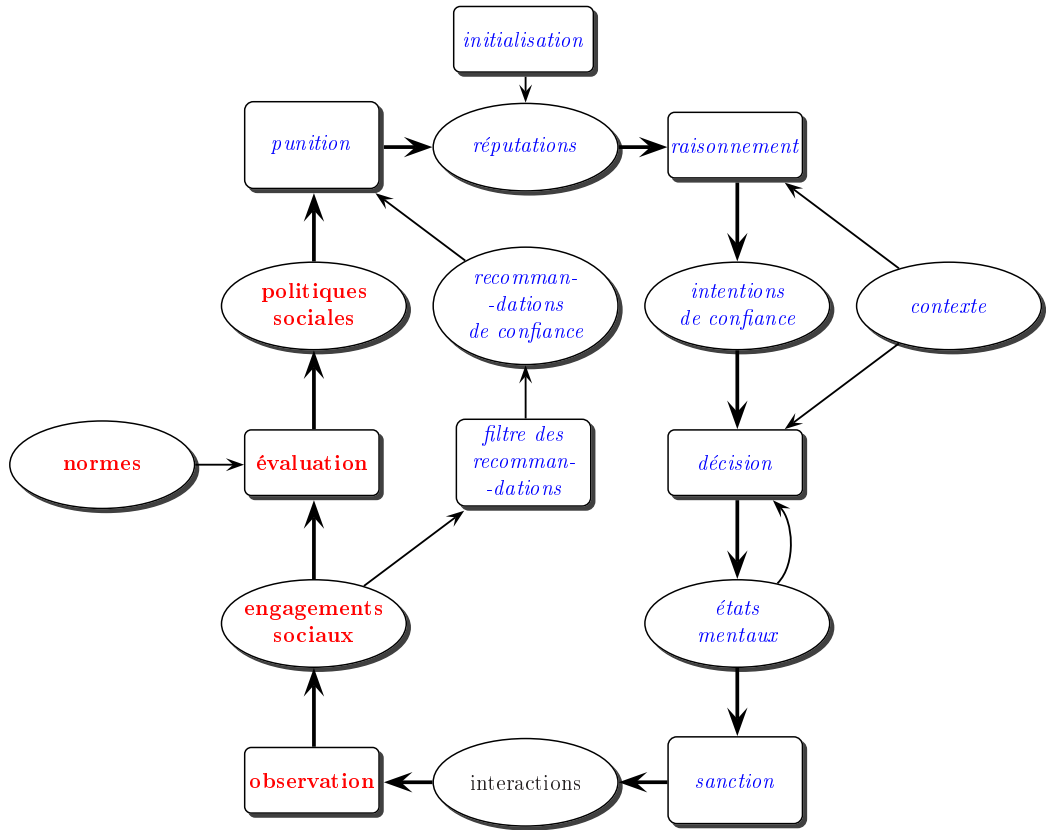 initialisation
punition
réputations
raisonnement
politiques
sociales
recomman-
-dations
de confiance
intentions
de confiance
contexte
normes
évaluation
filtre des
recomman-
-dations
décision
engagements
sociaux
états
mentaux
observation
interactions
sanction